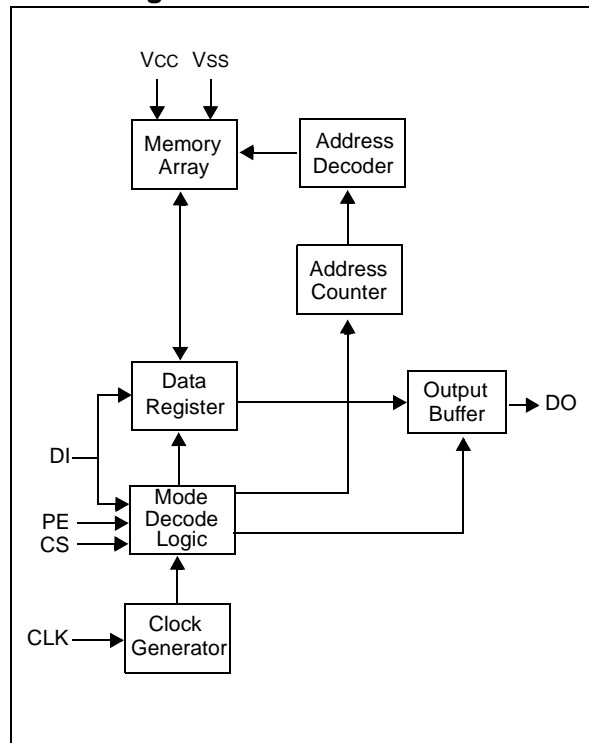 VCC VSS
Memory
Array
Address
Decoder
Address
Counter
Data
Register
Output
Buffer
DO
DI
PE
CS
Mode
Decode
Logic
CLK
Clock
Generator